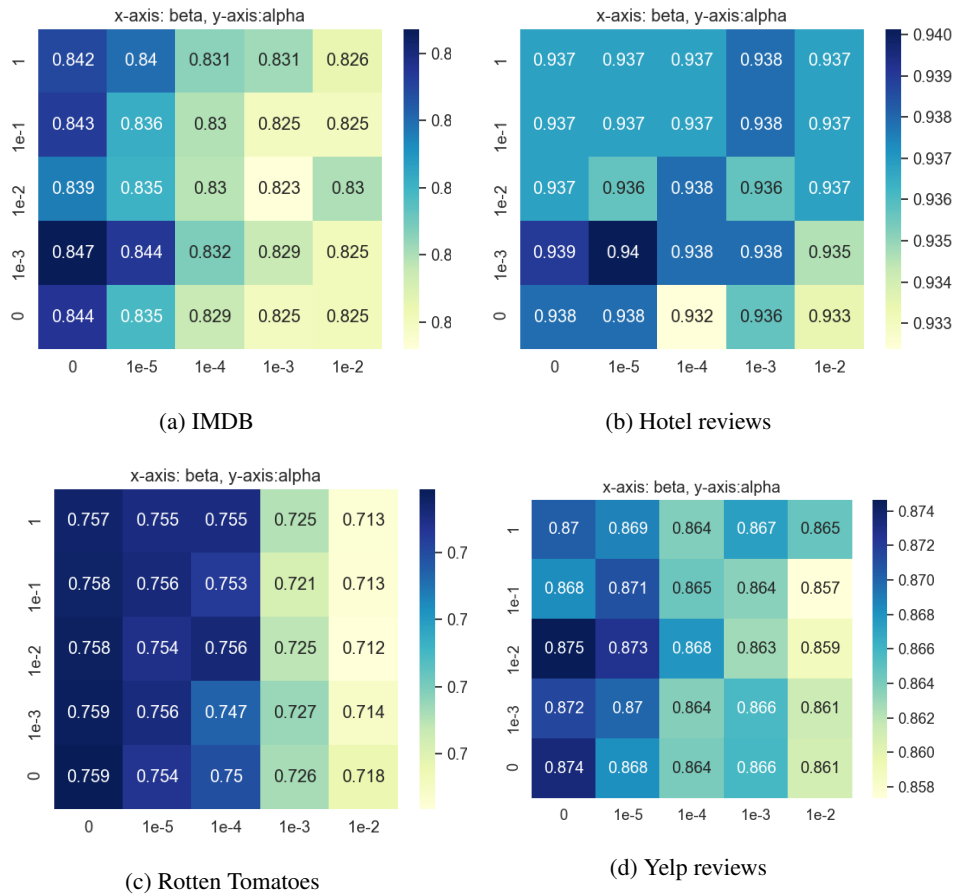 x-axis: beta, y-axis:alpha
1 0.842 0.84 0.831 0.831 0.826
1e-1 0.843 0.836 0.83 0.825 0.825
1e-2 0.839 0.835 0.83 0.823 0.83
1e-3 0.847 0.844 0.832 0.829 0.825
0 0.844 0.835 0.829 0.825 0.825
0 1e-5 1e-4 1e-3 1e-2
0.8
0.8
0.8
0.8
0.8
(a) IMDB
x-axis: beta, y-axis:alpha
0.937 0.937 0.937 0.938 0.937
0.937 0.937 0.937 0.938 0.937
0.937 0.936 0.938 0.936 0.937
0.939 0.94 0.938 0.938 0.935
0.938 0.938 0.932 0.936 0.933
1
1e-1
1e-2
1e-3
0
0 1e-5 1e-4 1e-3 1e-2
0.940
0.939
0.938
0.937
0.936
0.935
0.934
0.933
(b) Hotel reviews
x-axis: beta, y-axis:alpha
1 0.757 0.755 0.755 0.725 0.713
1e-1 0.758 0.756 0.753 0.721 0.713
1e-2 0.758 0.754 0.756 0.725 0.712
1e-3 0.759 0.756 0.747 0.727 0.714
0 0.759 0.754 0.75 0.726 0.718
0 1e-5 1e-4 1e-3 1e-2
0.7
0.7
0.7
0.7
(c) Rotten Tomatoes
x-axis: beta, y-axis:alpha
1 0.87 0.869 0.864 0.867 0.865
1e-1 0.868 0.871 0.865 0.864 0.857
1e-2 0.875 0.873 0.868 0.863 0.859
1e-3 0.872 0.87 0.864 0.866 0.861
0 0.874 0.868 0.864 0.866 0.861
0 1e-5 1e-4 1e-3 1e-2
0.874
0.872
0.870
0.868
0.866
0.864
0.862
0.860
0.858
(d) Yelp reviews